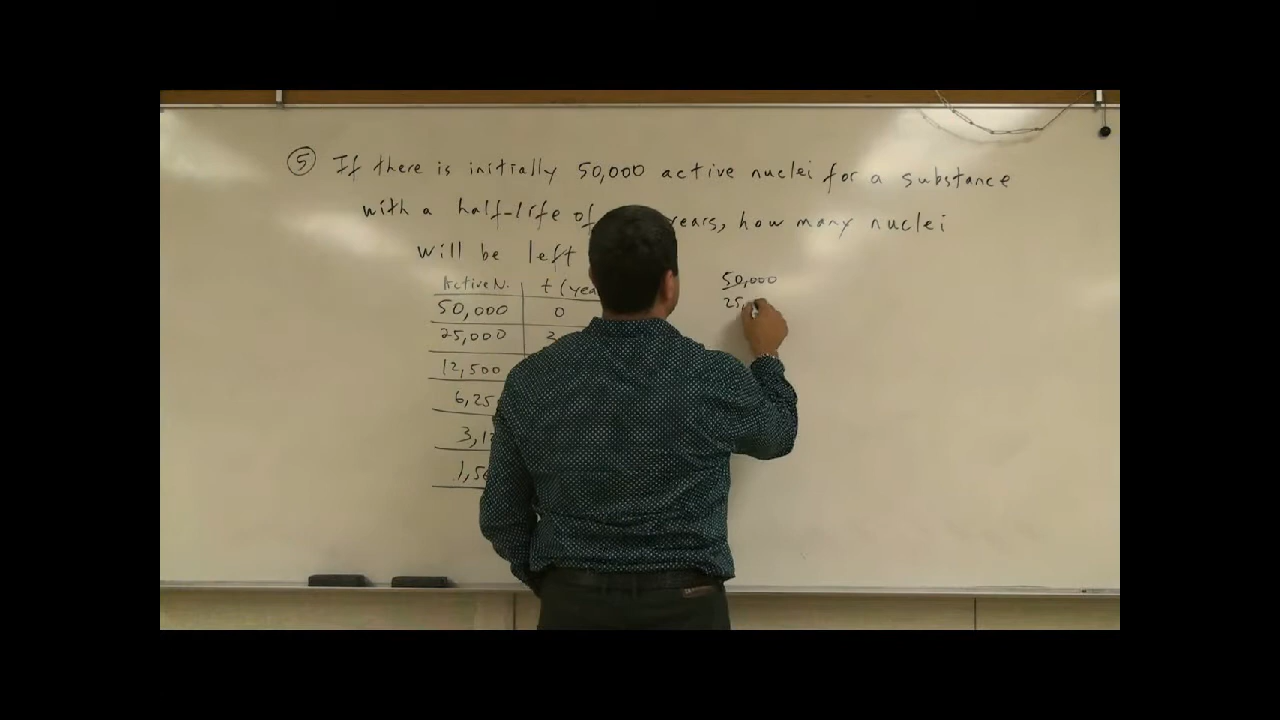 ⑤ If there is initially 50,000 active nuclei for a substance
with a half-life of years, how many nuclei
will be left
Active N. t (yea
50,000 0
25,000
12,500
6,25
3,1
1,5
50,000
25,